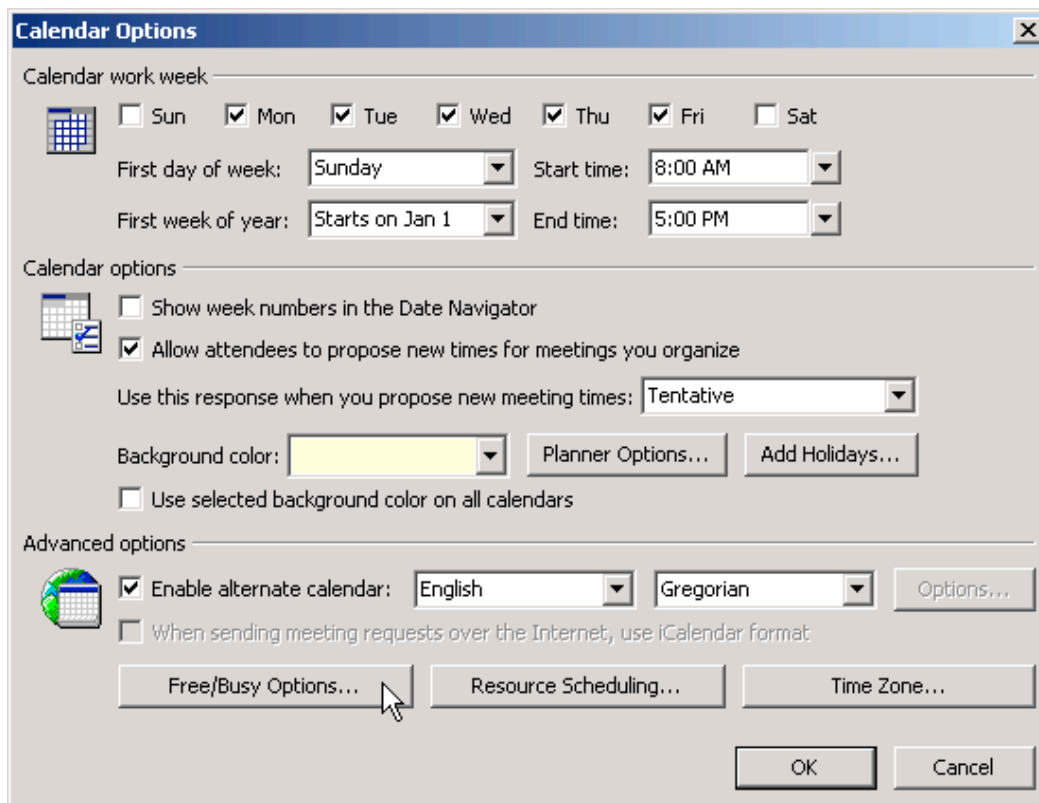 Calendar Options
Calendar work week
Sun Mon Tue Wed Thu Fri Sat
First day of week: Sunday Start time: 8:00 AM
First week of year: Starts on Jan 1 End time: 5:00 PM
Calendar options
Show week numbers in the Date Navigator
Allow attendees to propose new times for meetings you organize
Use this response when you propose new meeting times: Tentative
Background color: Planner Options... Add Holidays...
Use selected background color on all calendars
Advanced options
Enable alternate calendar: English Gregorian Options...
When sending meeting requests over the Internet, use iCalendar format
Free/Busy Options... Resource Scheduling... Time Zone...
OK Cancel